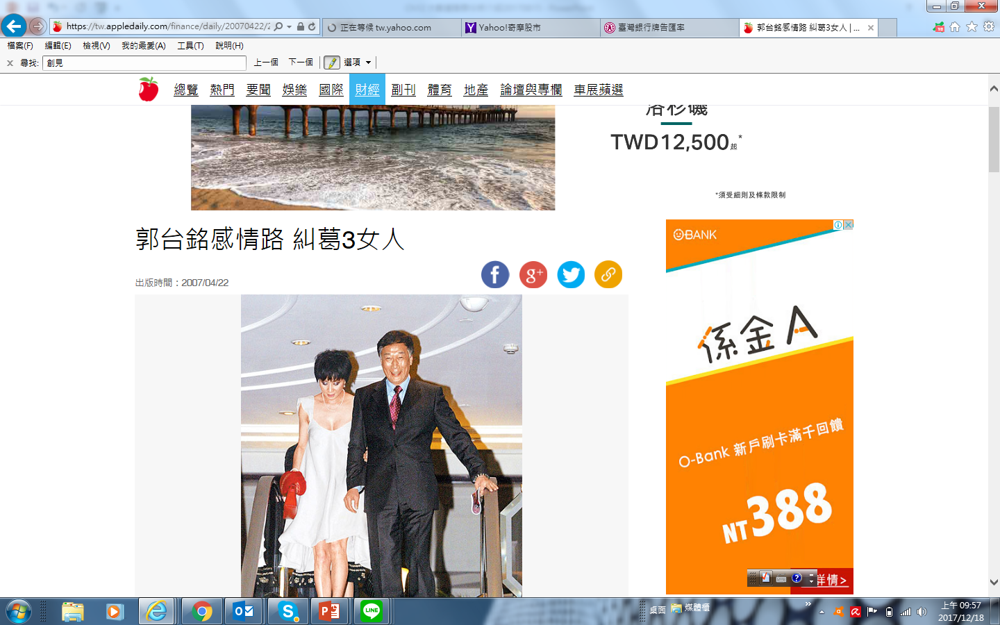 https://tw.appledaily.com/finance/daily/20070422/2
正在等候 tw.yahoo.com
Yahoo!奇摩股市
臺灣銀行牌告匯率
郭台銘感情路 糾葛3女人 | ...
檔案(F) 編輯(E) 檢視(V) 我的最愛(A) 工具(T) 說明(H)
x 尋找: 創見 上一個 下一個 選項
總覽 熱門 要聞 娛樂 國際 財經 副刊 體育 地產 論壇與專欄 車展蘋選
洛杉磯
TWD12,500起*
*須受細則及條款限制
郭台銘感情路 糾葛3女人
出版時間：2007/04/22
O-BANK
係金A
O-Bank 新戶刷卡滿千回饋
NT388
詳情>
桌面 媒體櫃
上午 09:57
2017/12/18
LINE